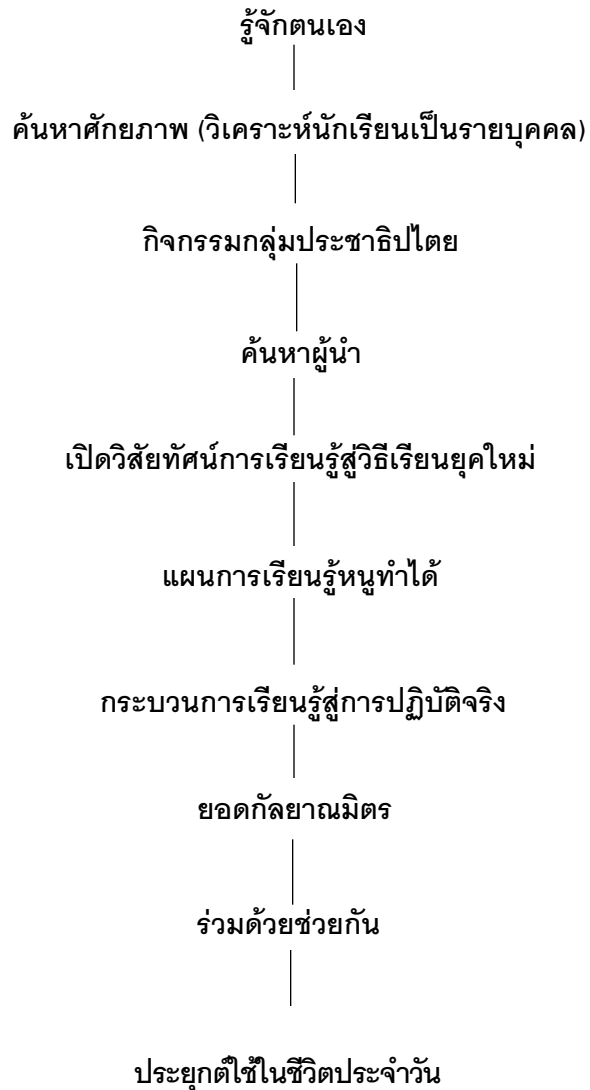 รู้จักตนเอง
ค้นหาศักยภาพ (วิเคราะห์นักเรียนเป็นรายบุคคล)
กิจกรรมกลุ่มประชาธิปไตย
ค้นหาผู้นำ
เปิดวิสัยทัศน์การเรียนรู้สู่วิธีเรียนยุคใหม่
แผนการเรียนรู้หนูทำได้
กระบวนการเรียนรู้สู่การปฏิบัติจริง
ยอดกัลยาณมิตร
ร่วมด้วยช่วยกัน
ประยุกต์ใช้ในชีวิตประจำวัน